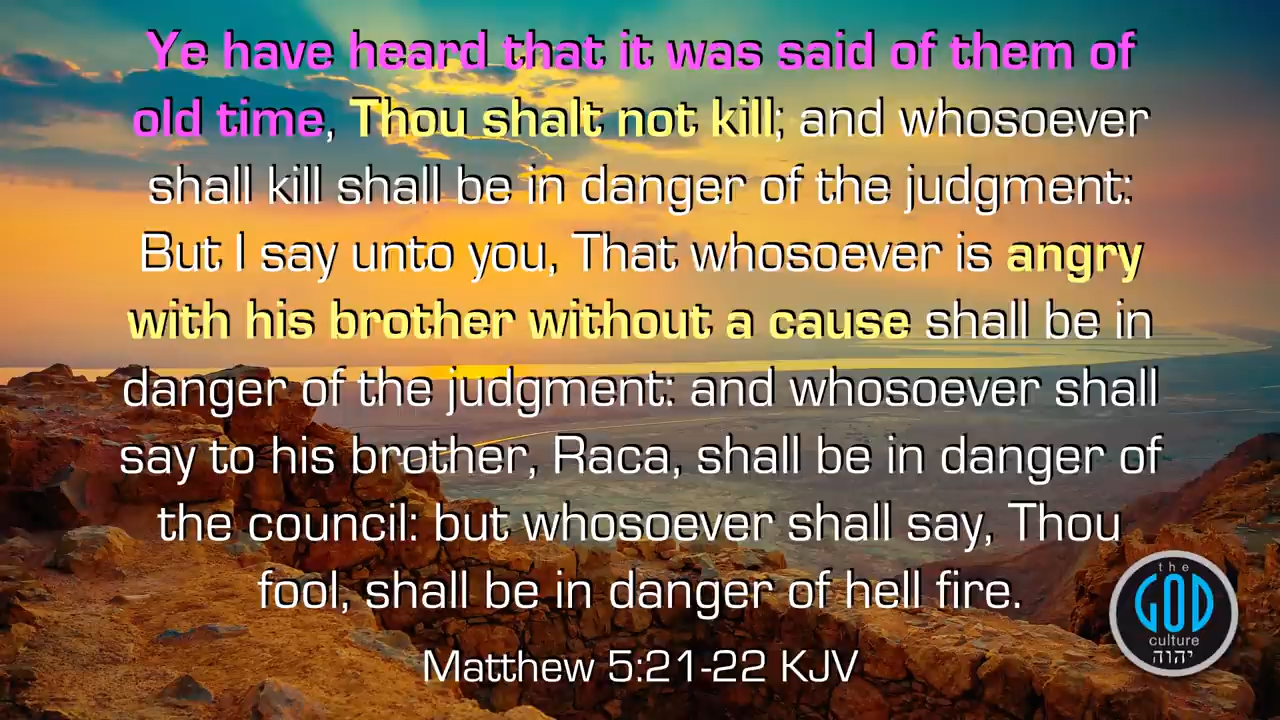 Ye have heard that it was said of them of
old time, Thou shalt not kill; and whosoever
shall kill shall be in danger of the judgment:
But I say unto you, That whosoever is angry
with his brother without a cause shall be in
danger of the judgment: and whosoever shall
say to his brother, Raca, shall be in danger of
the council: but whosoever shall say, Thou
fool, shall be in danger of hell fire.
Matthew 5:21-22 KJV
the
GOD
culture
יהוה